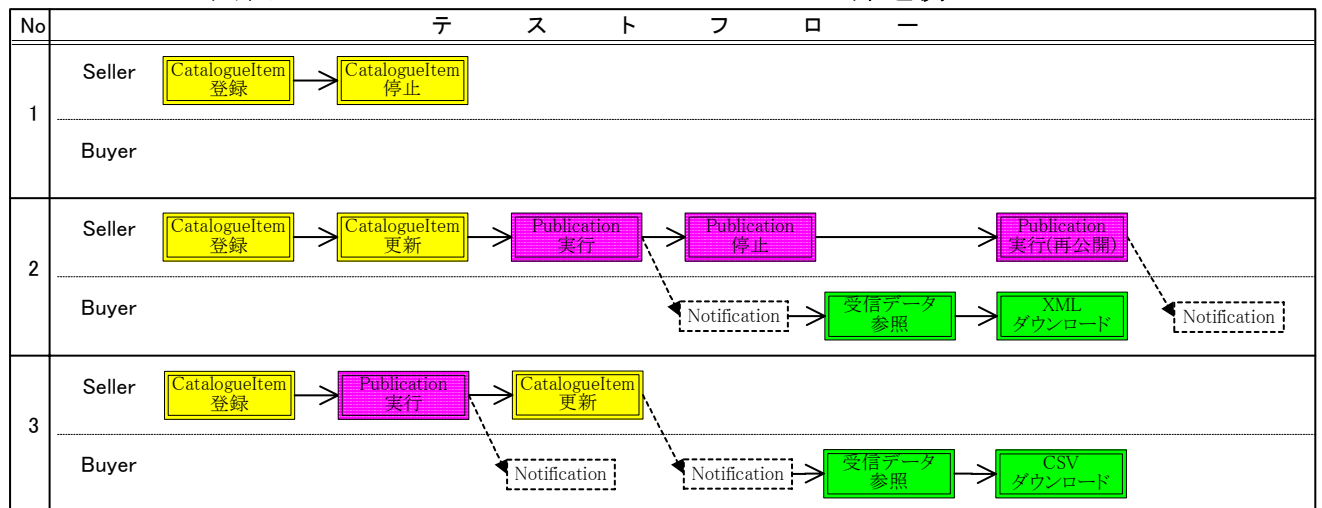 No テ ス ト フ ロ ー
1
Seller
CatalogueItem
登録
CatalogueItem
停止
Buyer
2
Seller
CatalogueItem
登録
CatalogueItem
更新
Publication
実行
Publication
停止
Publication
実行(再公開)
Buyer
Notification
受信データ
参照
XML
ダウンロード
Notification
3
Seller
CatalogueItem
登録
Publication
実行
CatalogueItem
更新
Buyer
Notification
Notification
受信データ
参照
CSV
ダウンロード